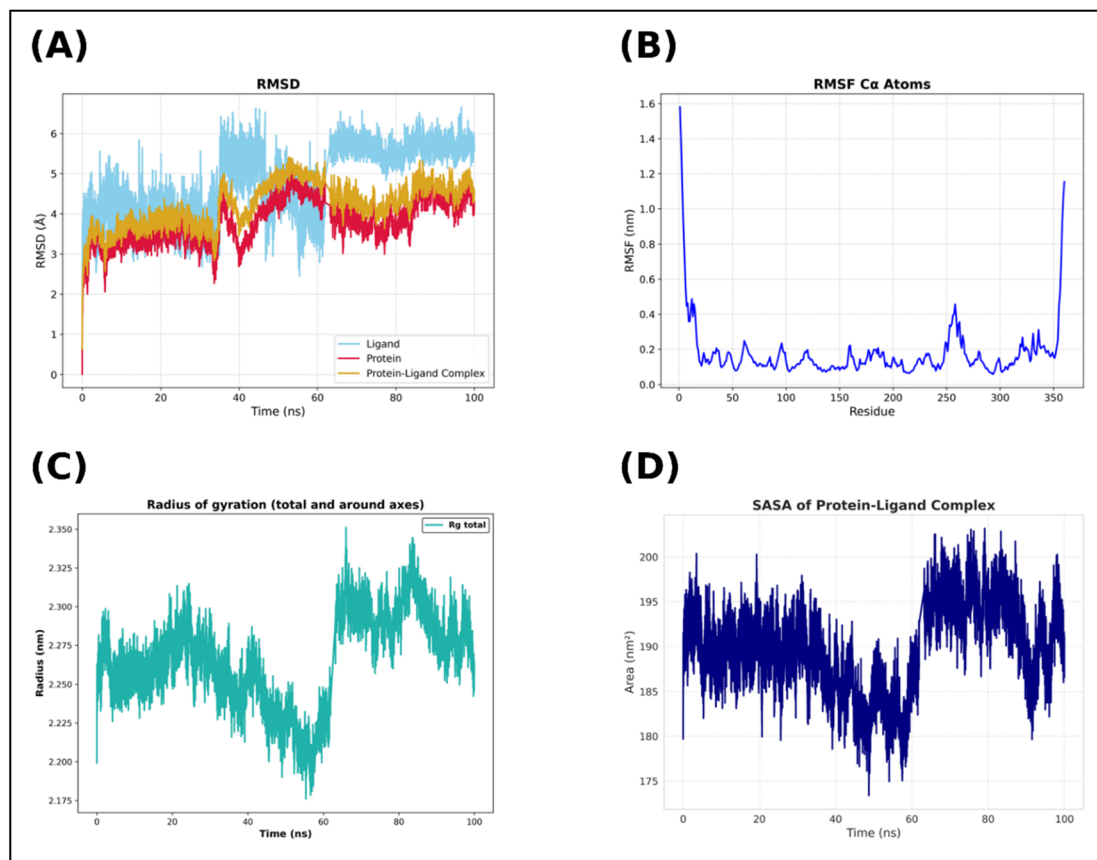 (A)
RMSD
RMSD (Å)
6
5
4
3
2
1
0
Ligand
Protein
Protein-Ligand Complex
0 20 40 60 80 100
Time (ns)
(B)
RMSF Cα Atoms
RMSF (nm)
1.6
1.4
1.2
1.0
0.8
0.6
0.4
0.2
0.0
0 50 100 150 200 250 300 350
Residue
(C)
Radius of gyration (total and around axes)
Rg total
Radius (nm)
2.350
2.325
2.300
2.275
2.250
2.225
2.200
2.175
0 20 40 60 80 100
Time (ns)
(D)
SASA of Protein-Ligand Complex
Area (nm²)
200
195
190
185
180
175
0 20 40 60 80 100
Time (ns)